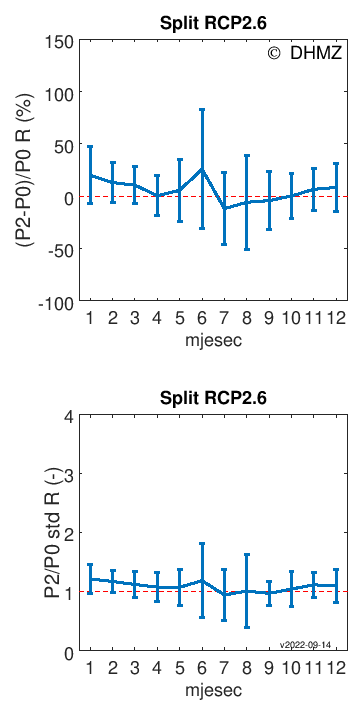 Split RCP2.6
150
© DHMZ
100
50
0
-50
-100
(P2-P0)/P0 R (%)
1 2 3 4 5 6 7 8 9 10 11 12
mjesec
Split RCP2.6
4
3
2
1
0
P2/P0 std R (-)
v2022-09-14
1 2 3 4 5 6 7 8 9 10 11 12
mjesec